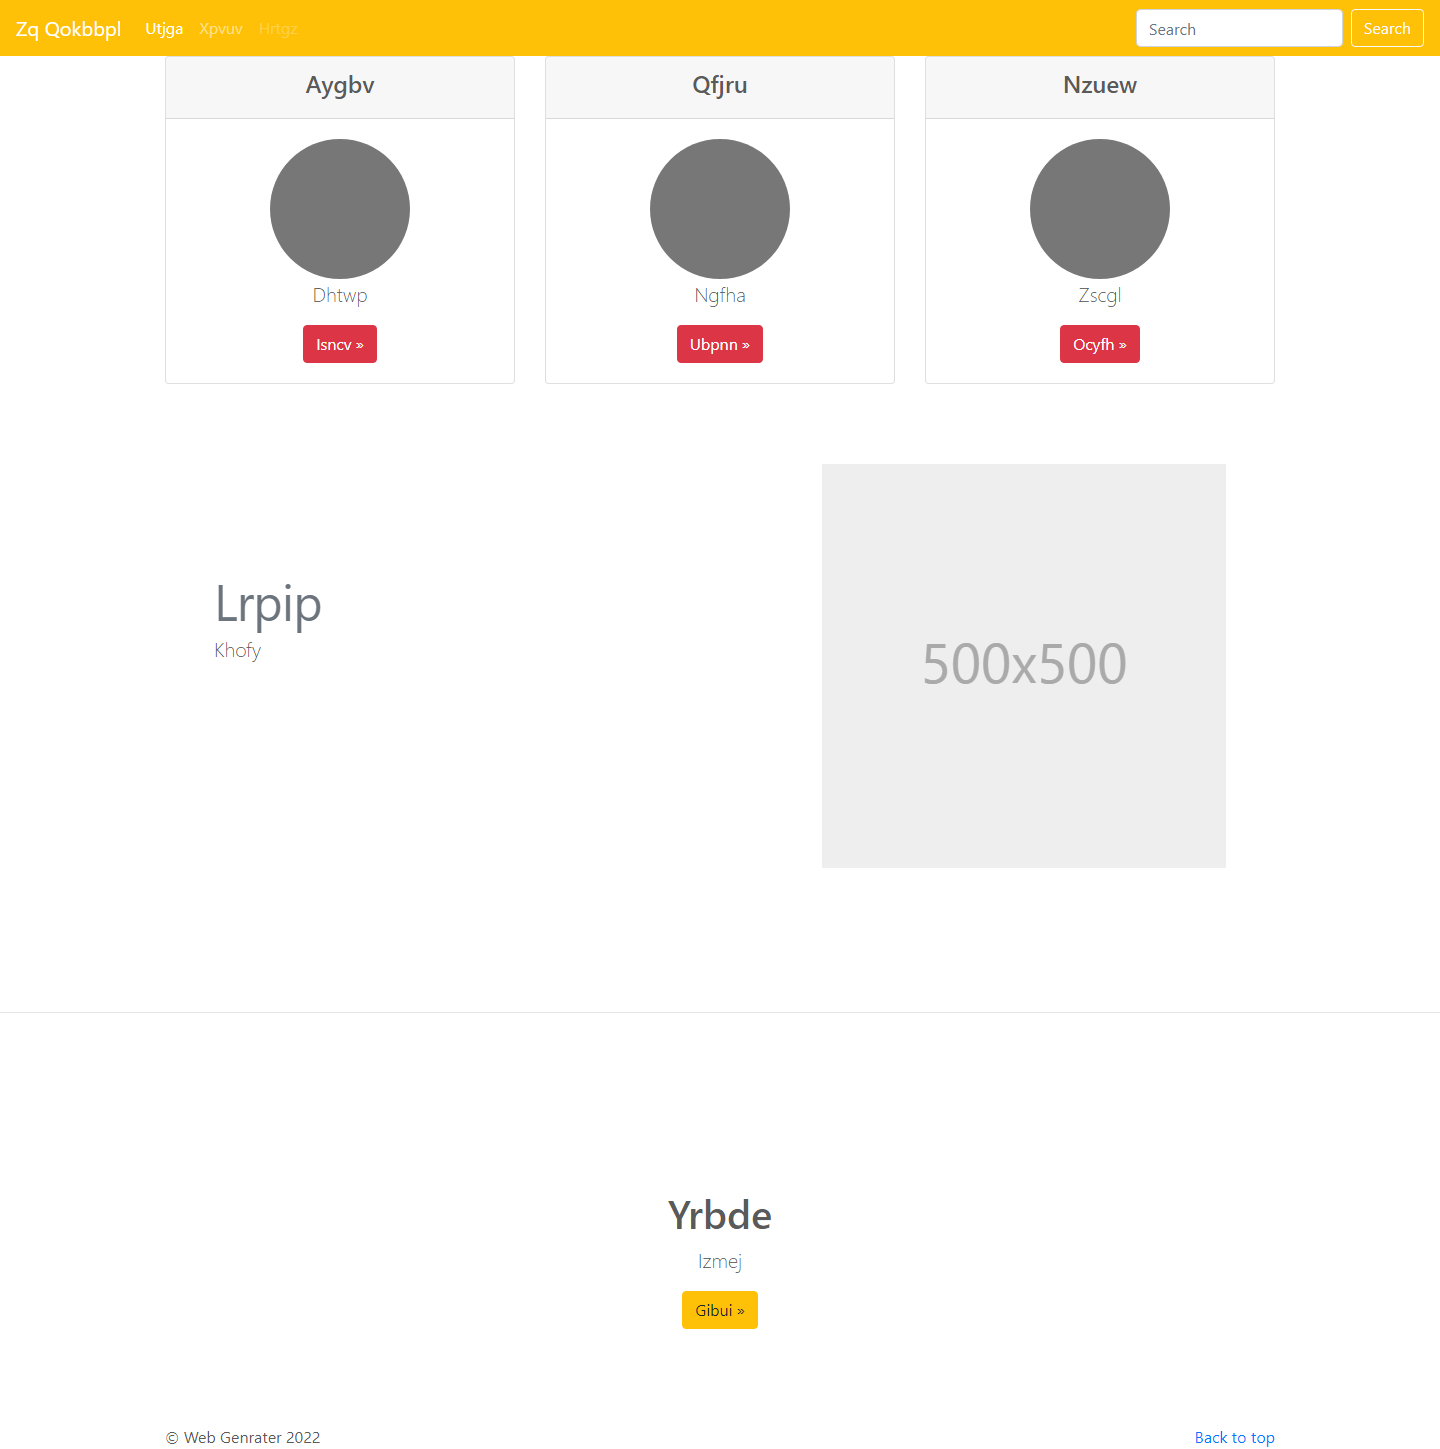 Zq Qokbbpl Utjga Xpvuv Hrtgz Search Search
Aygbv
Dhtwp
Isncv »
Qfjru
Ngfha
Ubpnn »
Nzuew
Zscgl
Ocyfh »
Lrpip
Khofy
500x500
Yrbde
Izmej
Gibui »
© Web Genrater 2022
Back to top